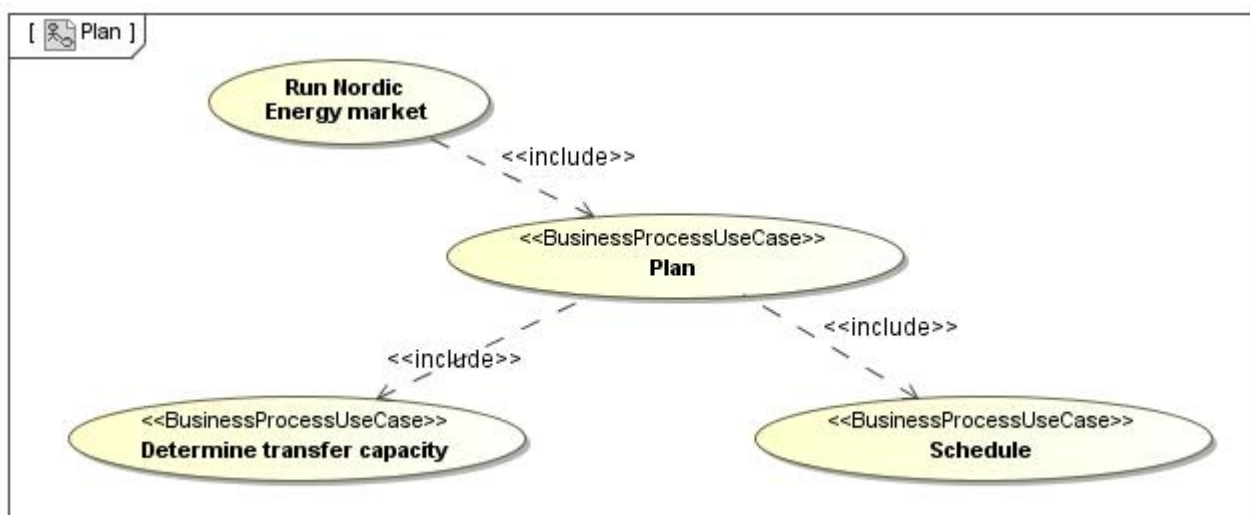 [ Plan ]
Run Nordic
Energy market
<<include>>
<<BusinessProcessUseCase>>
Plan
<<include>>
<<include>>
<<BusinessProcessUseCase>>
Determine transfer capacity
<<BusinessProcessUseCase>>
Schedule